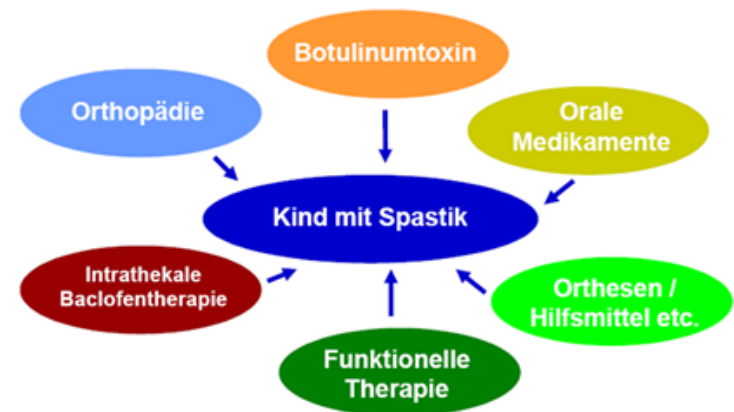 Botulinumtoxin
Orthopädie
Orale
Medikamente
Kind mit Spastik
Intrathekale
Baclofentherapie
Orthesen /
Hilfsmittel etc.
Funktionelle
Therapie